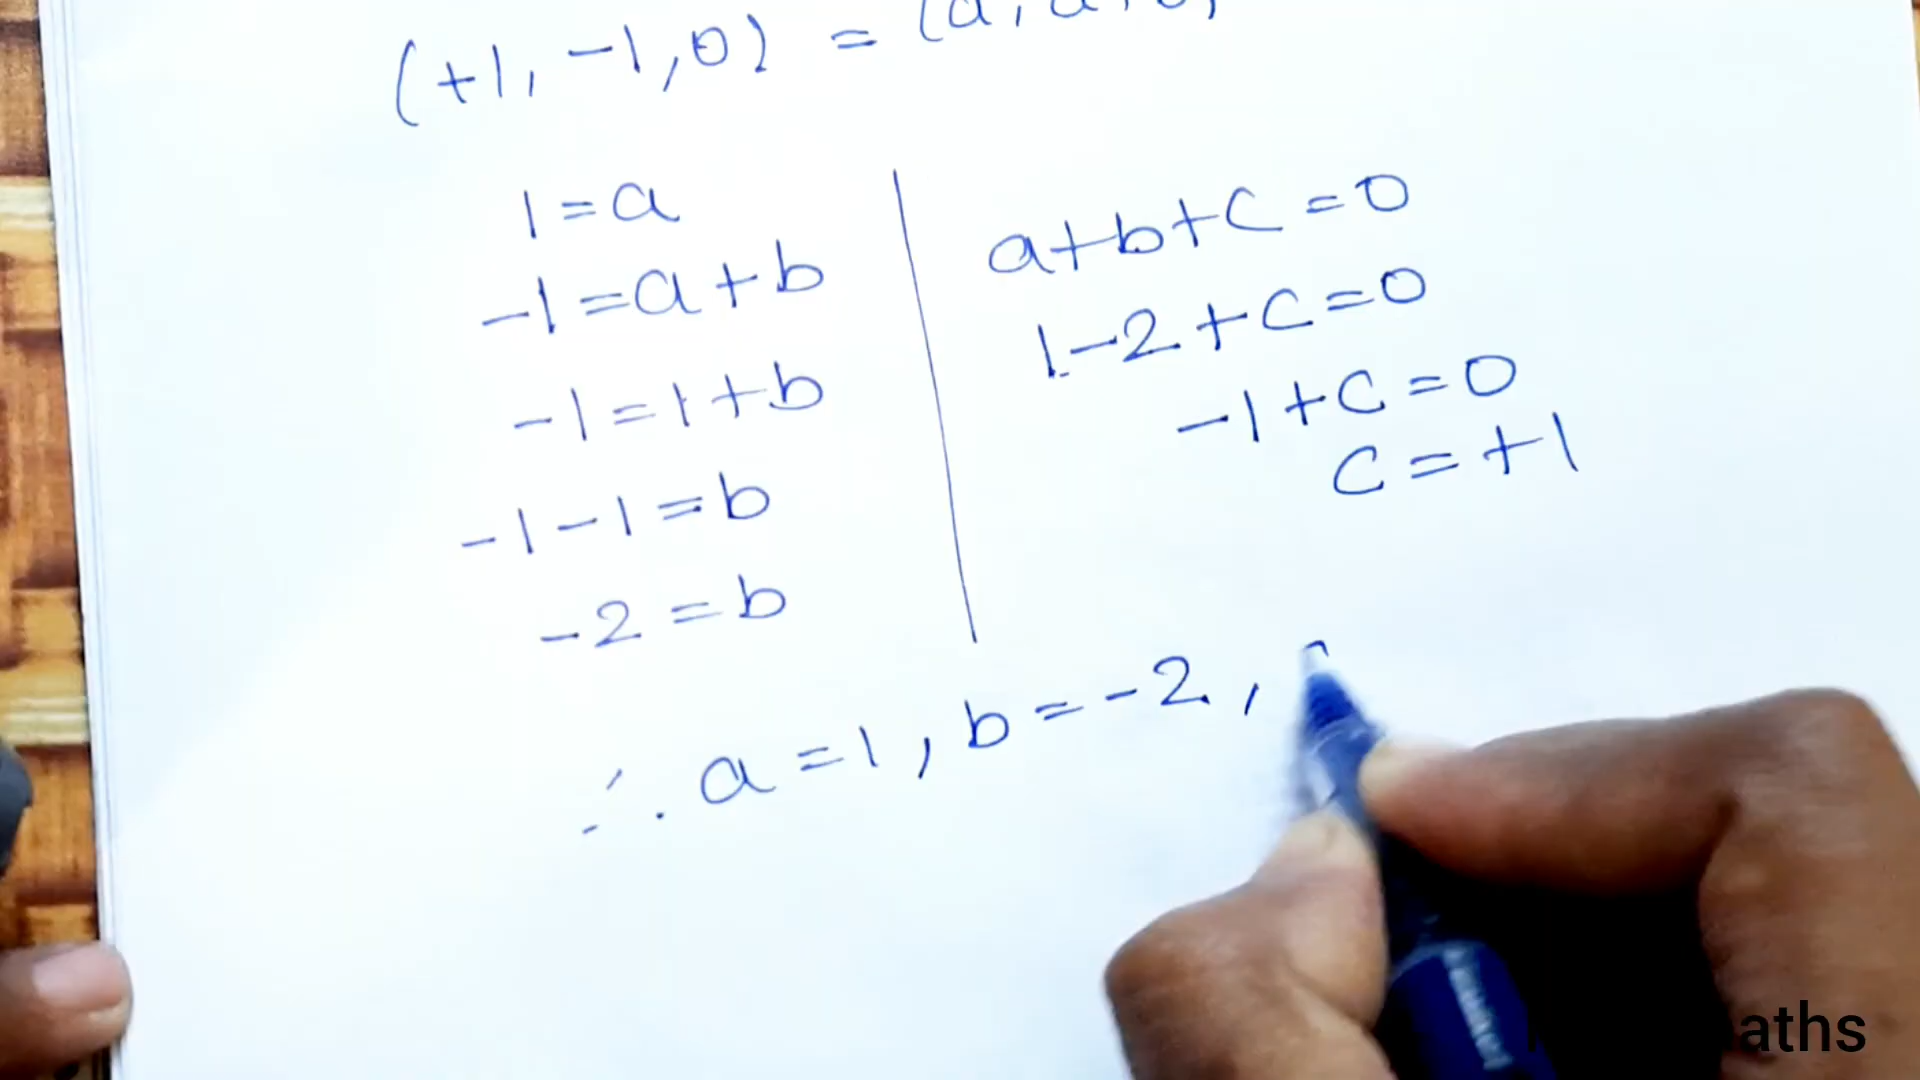 (+1, -1, 0) = (a, a+b,
1 = a
-1 = a + b
-1 = 1 + b
-1 - 1 = b
-2 = b
a + b + c = 0
1 - 2 + c = 0
-1 + c = 0
c = +1
∴ a = 1, b = -2,
aths